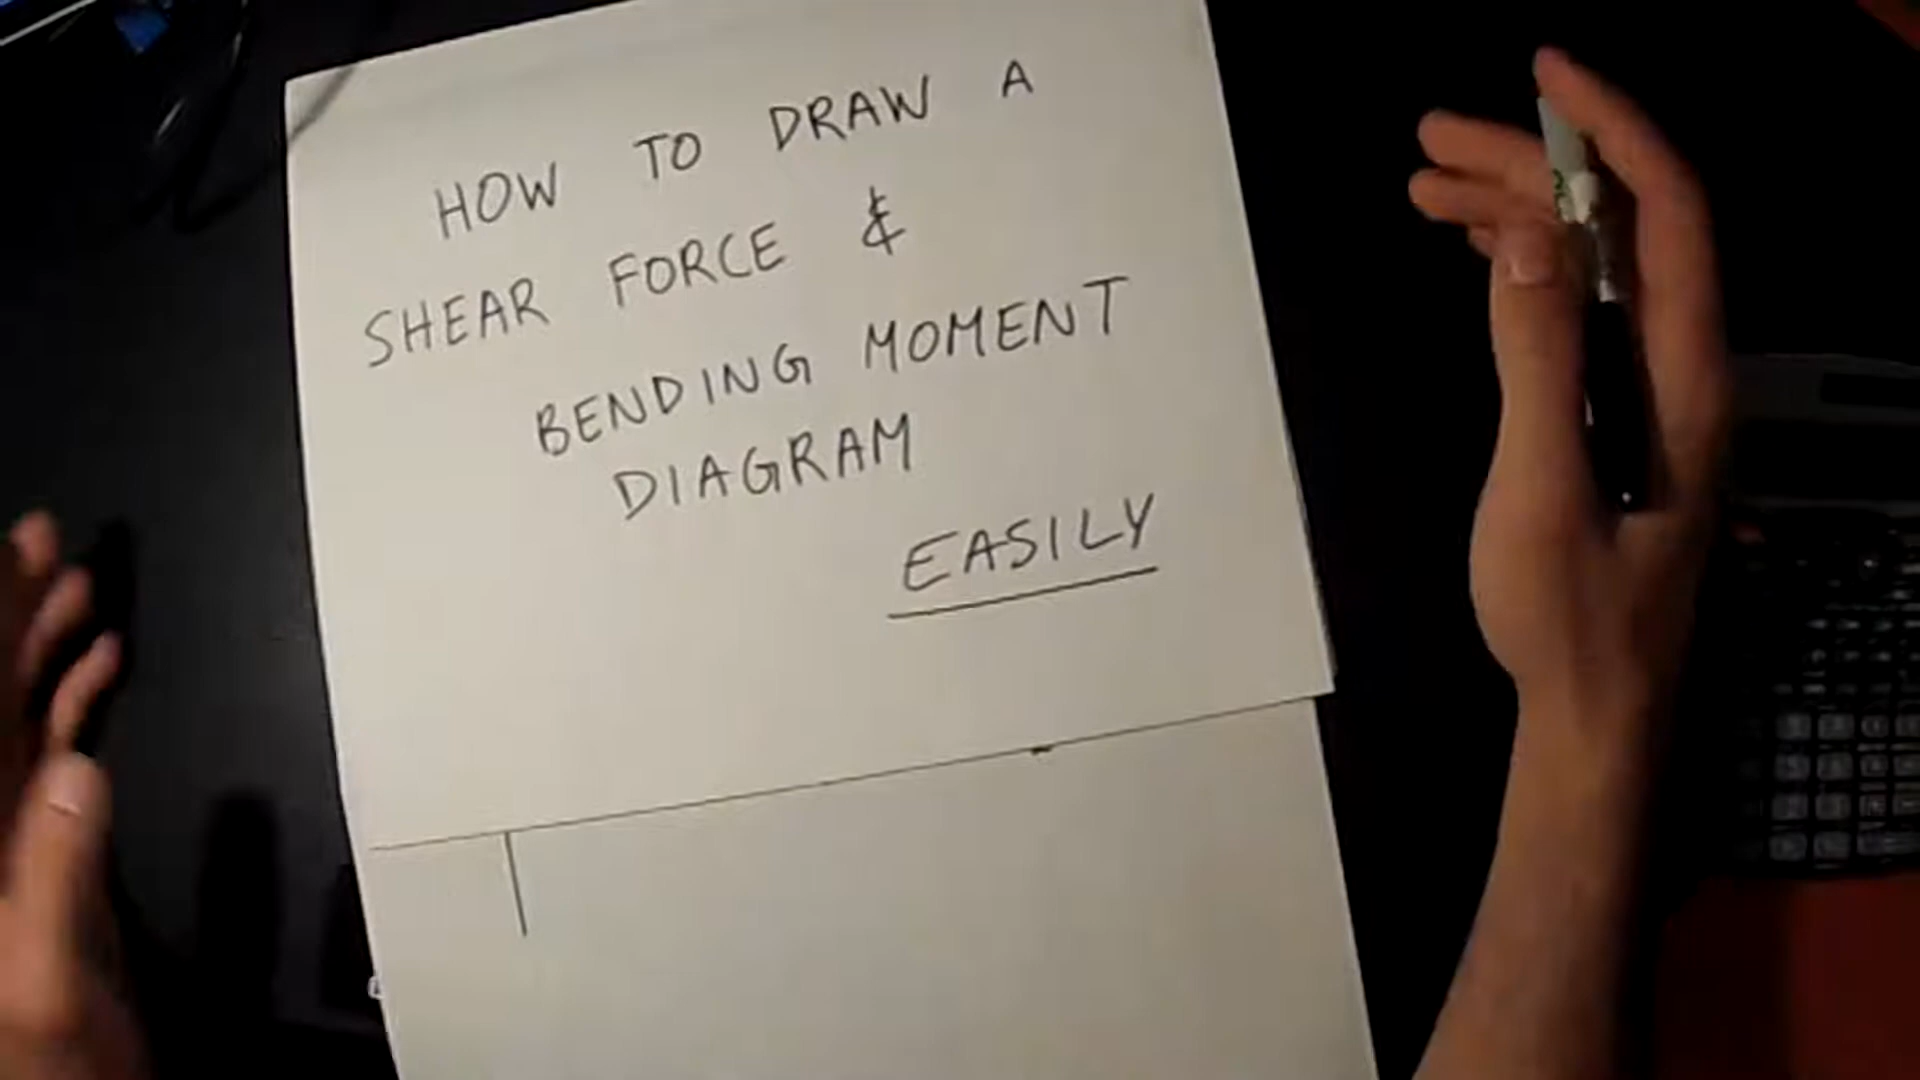 HOW TO DRAW A
SHEAR FORCE &
BENDING MOMENT
DIAGRAM
EASILY